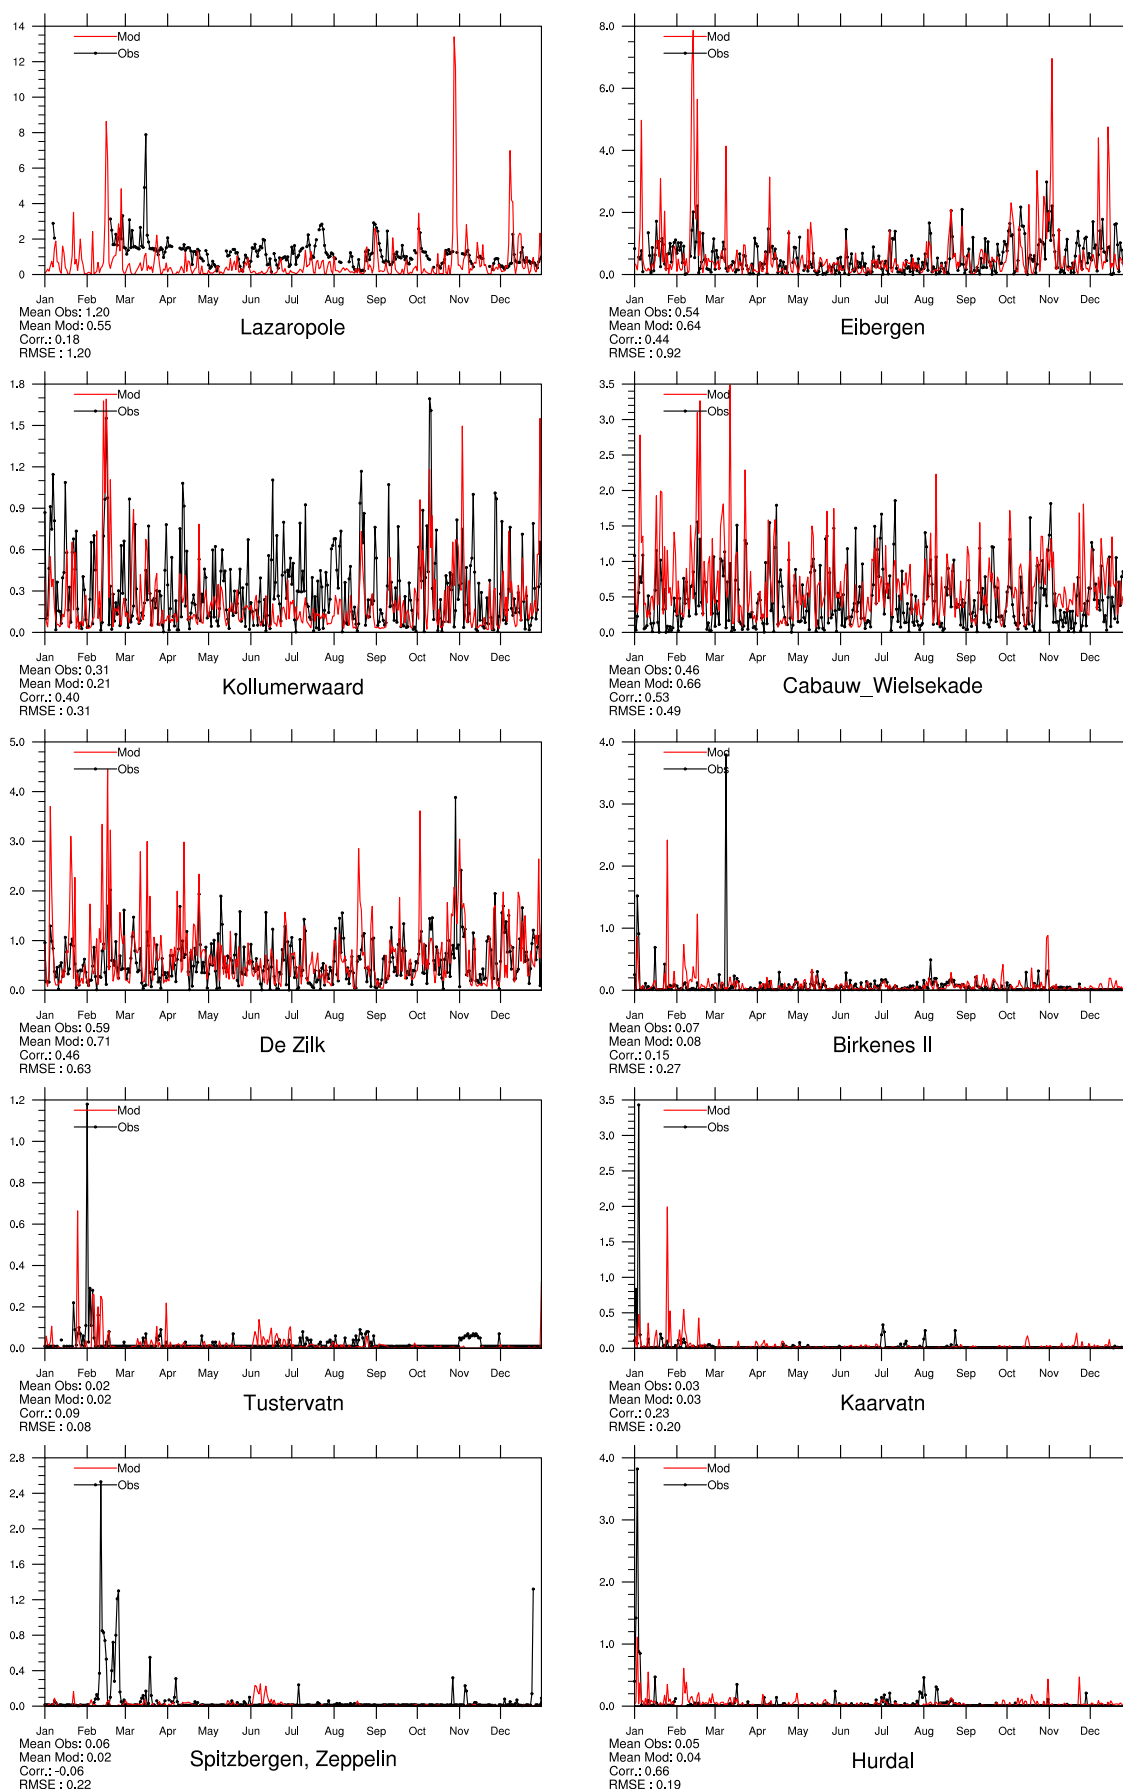 14
12
10
8
6
4
2
0
Mod
Obs
Jan Feb Mar Apr May Jun Jul Aug Sep Oct Nov Dec
Mean Obs: 1.20
Mean Mod: 0.55
Corr.: 0.18
RMSE : 1.20
Lazaropole
8.0
6.0
4.0
2.0
0.0
Mod
Obs
Jan Feb Mar Apr May Jun Jul Aug Sep Oct Nov Dec
Mean Obs: 0.54
Mean Mod: 0.64
Corr.: 0.44
RMSE : 0.92
Eibergen
1.8
1.5
1.2
0.9
0.6
0.3
0.0
Mod
Obs
Jan Feb Mar Apr May Jun Jul Aug Sep Oct Nov Dec
Mean Obs: 0.31
Mean Mod: 0.21
Corr.: 0.40
RMSE : 0.31
Kollumerwaard
3.5
3.0
2.5
2.0
1.5
1.0
0.5
0.0
Mod
Obs
Jan Feb Mar Apr May Jun Jul Aug Sep Oct Nov Dec
Mean Obs: 0.46
Mean Mod: 0.66
Corr.: 0.53
RMSE : 0.49
Cabauw_Wielsekade
5.0
4.0
3.0
2.0
1.0
0.0
Mod
Obs
Jan Feb Mar Apr May Jun Jul Aug Sep Oct Nov Dec
Mean Obs: 0.59
Mean Mod: 0.71
Corr.: 0.46
RMSE : 0.63
De Zilk
4.0
3.0
2.0
1.0
0.0
Mod
Obs
Jan Feb Mar Apr May Jun Jul Aug Sep Oct Nov Dec
Mean Obs: 0.07
Mean Mod: 0.08
Corr.: 0.15
RMSE : 0.27
Birkenes II
1.2
1.0
0.8
0.6
0.4
0.2
0.0
Mod
Obs
Jan Feb Mar Apr May Jun Jul Aug Sep Oct Nov Dec
Mean Obs: 0.02
Mean Mod: 0.02
Corr.: 0.09
RMSE : 0.08
Tustervatn
3.5
3.0
2.5
2.0
1.5
1.0
0.5
0.0
Mod
Obs
Jan Feb Mar Apr May Jun Jul Aug Sep Oct Nov Dec
Mean Obs: 0.03
Mean Mod: 0.03
Corr.: 0.23
RMSE : 0.20
Kaarvatn
2.8
2.4
2.0
1.6
1.2
0.8
0.4
0.0
Mod
Obs
Jan Feb Mar Apr May Jun Jul Aug Sep Oct Nov Dec
Mean Obs: 0.06
Mean Mod: 0.02
Corr.: -0.06
RMSE : 0.22
Spitzbergen, Zeppelin
4.0
3.0
2.0
1.0
0.0
Mod
Obs
Jan Feb Mar Apr May Jun Jul Aug Sep Oct Nov Dec
Mean Obs: 0.05
Mean Mod: 0.04
Corr.: 0.66
RMSE : 0.19
Hurdal